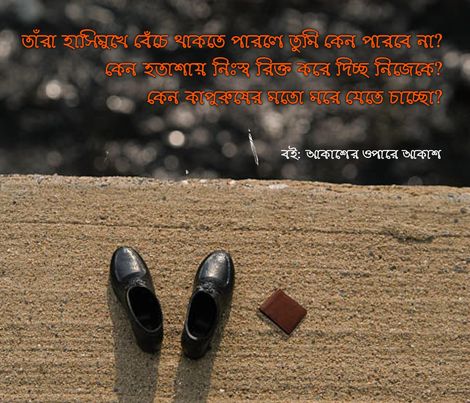 তাঁরা হাসিমুখে বেঁচে থাকতে পারলে তুমি কেন পারবে না?
কেন হতাশায় নিঃস্ব রিক্ত করে দিচ্ছ নিজেকে?
কেন কাপুরুষের মতো মরে যেতে চাচ্ছো?
বই: আকাশের ওপারে আকাশ